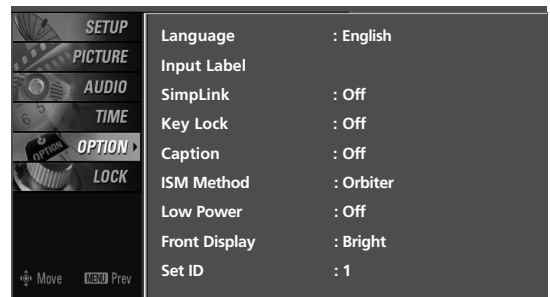 SETUP
PICTURE
AUDIO
TIME
OPTION
LOCK
Move MENU Prev
Language : English
Input Label
SimpLink : Off
Key Lock : Off
Caption : Off
ISM Method : Orbiter
Low Power : Off
Front Display : Bright
Set ID : 1